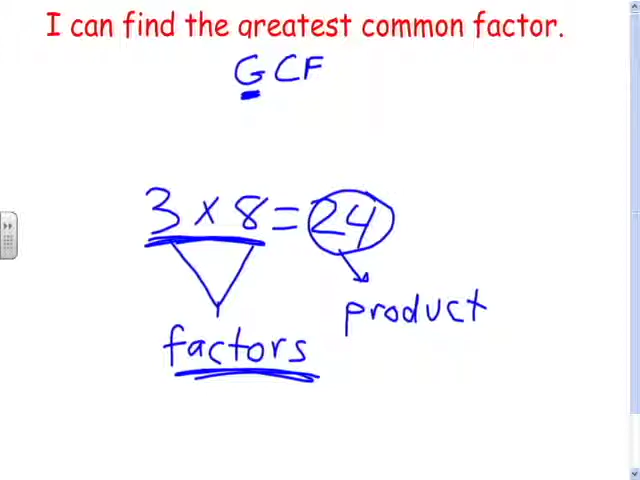 I can find the greatest common factor.
GCF
3 × 8 = 24
product
factors